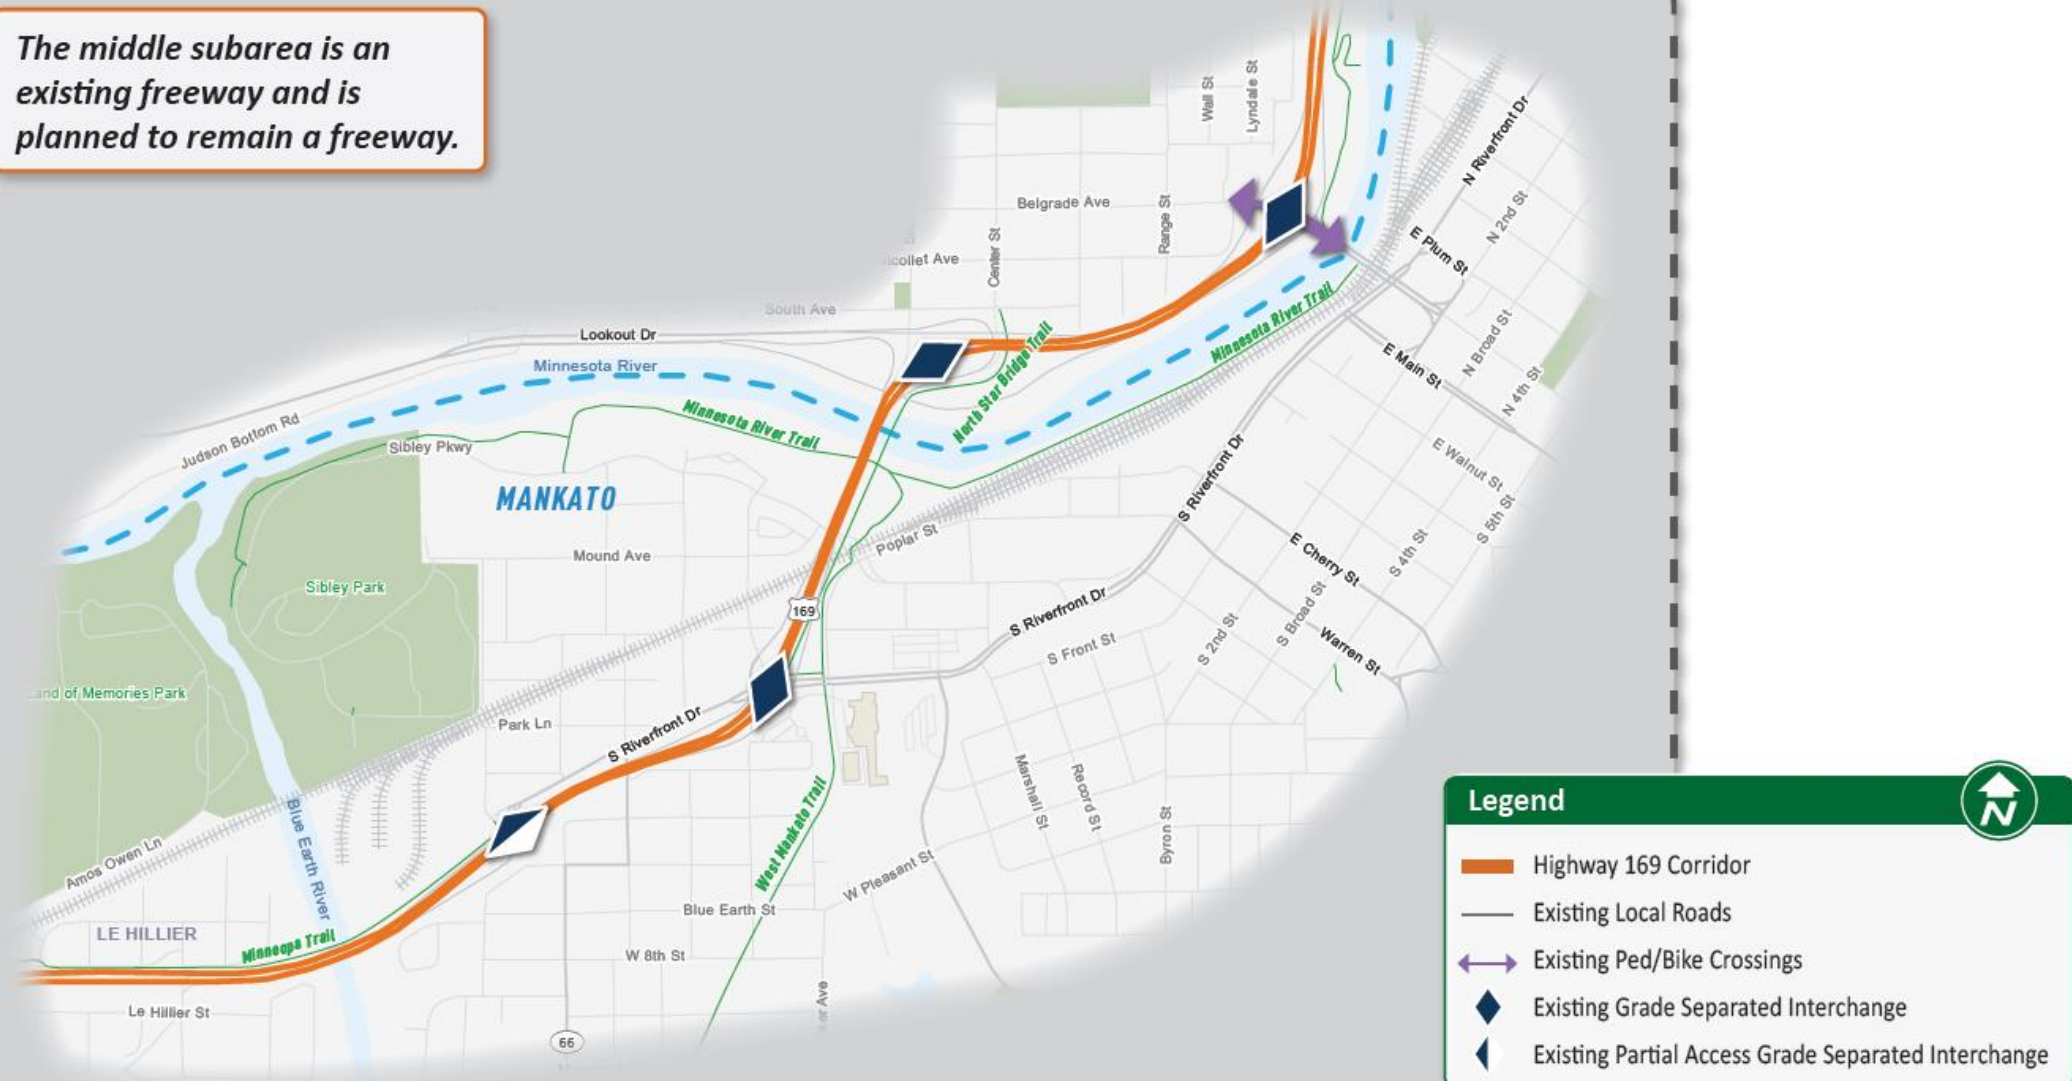 The middle subarea is an
existing freeway and is
planned to remain a freeway.
Wall St
Lyndale St
N Riverfront Dr
Belgrade Ave
Range St
N 2nd St
Center St
E Plum St
Ave
South Ave
Minnesota River Trail
Lookout Dr
North Star Bridge Trail
N Broad St
Minnesota River
E Main St
N 4th St
Minnesota River Trail
Judson Bottom Rd
Sibley Pkwy
E Walnut St
S Riverfront Dr
MANKATO
S 5th St
Poplar St
Mound Ave
E Cherry St
S 4th St
Sibley Park
169
S Riverfront Dr
S Broad St
S Front St
S 2nd St
Warren St
and of Memories Park
Park Ln
S Riverfront Dr
Marshall St
Record St
Byron St
West Mankato Trail
Amos Owen Ln
Blue Earth River
W Pleasant St
Blue Earth St
LE HILLIER
Minneopa Trail
W 8th St
Le Hillier St
Ave
66
Legend
N
Highway 169 Corridor
Existing Local Roads
Existing Ped/Bike Crossings
Existing Grade Separated Interchange
Existing Partial Access Grade Separated Interchange